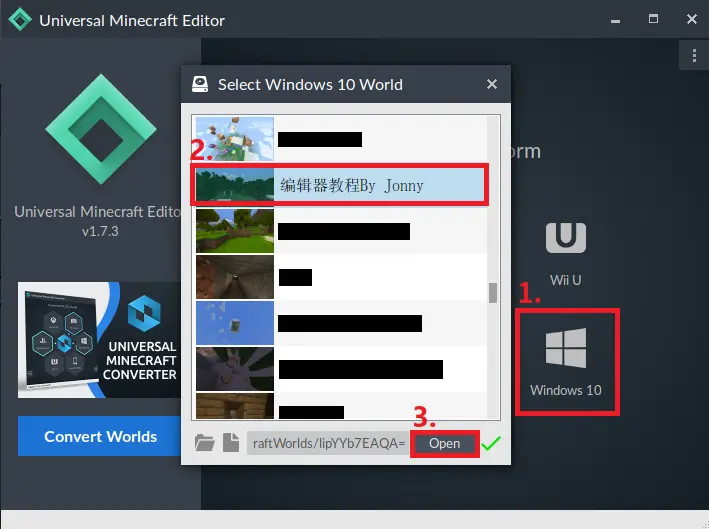 Universal Minecraft Editor
Select Windows 10 World
2.
编辑器教程By Jonny
orm
Universal Minecraft Edito
v1.7.3
Wii U
1.
Windows 10
UNIVERSAL
MINECRAFT
CONVERTER
Convert Worlds
3.
raftWorlds/lipYYb7EAQA=
Open